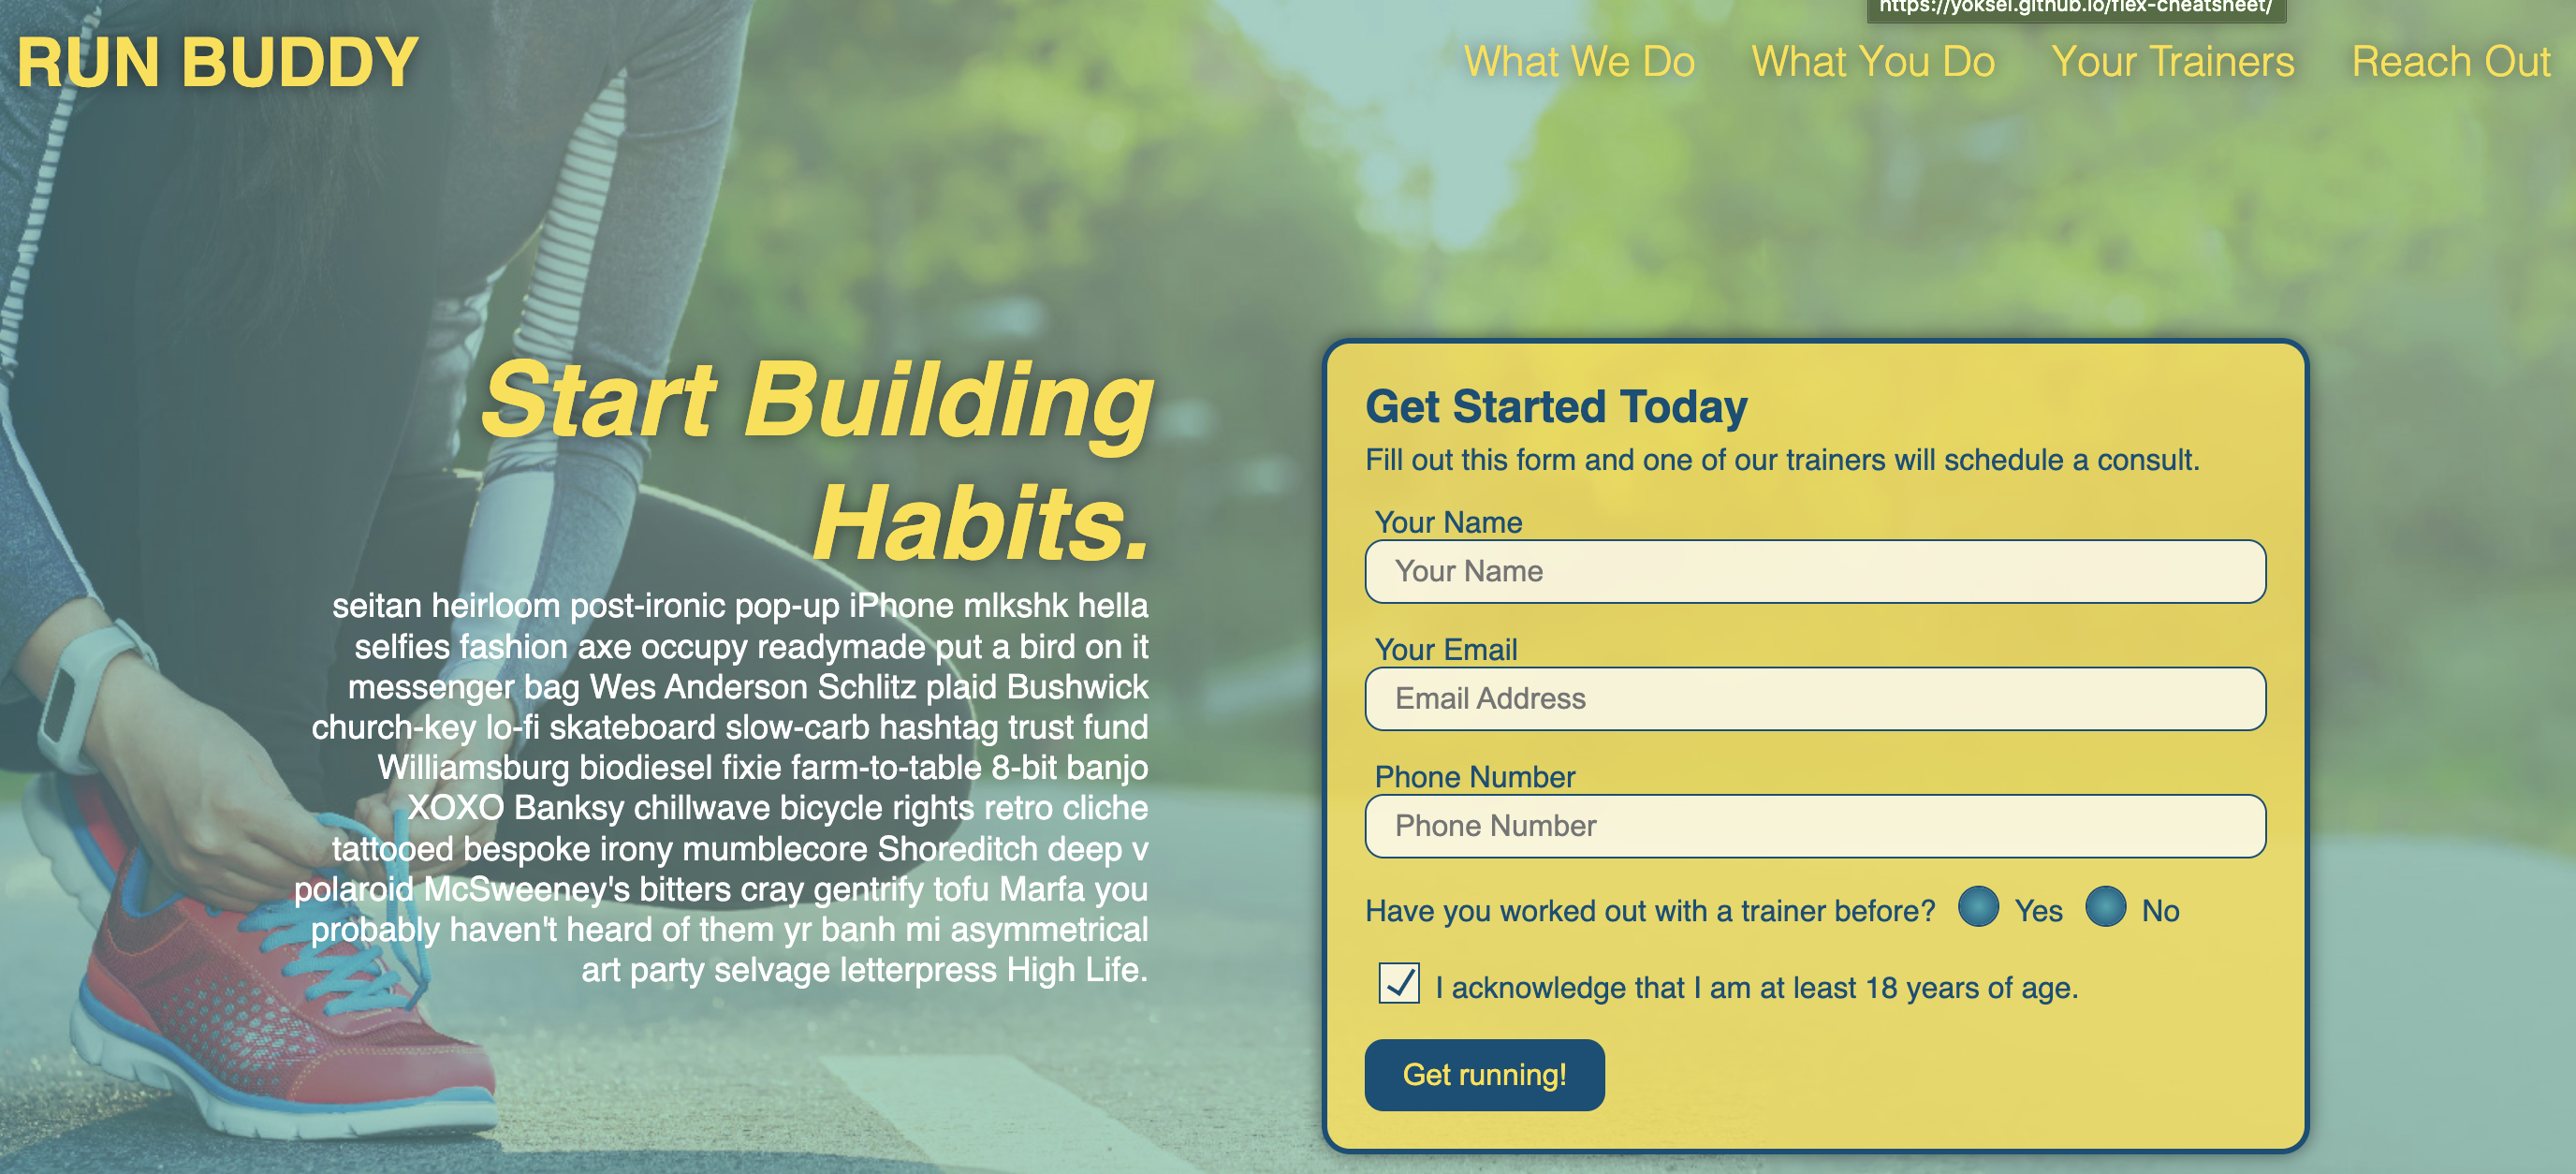 https://yoksel.github.io/flex-cheatsheet/
RUN BUDDY
What We Do
What You Do
Your Trainers
Reach Out
Start Building
Habits.
seitan heirloom post-ironic pop-up iPhone mlkshk hella
selfies fashion axe occupy readymade put a bird on it
messenger bag Wes Anderson Schlitz plaid Bushwick
church-key lo-fi skateboard slow-carb hashtag trust fund
Williamsburg biodiesel fixie farm-to-table 8-bit banjo
XOXO Banksy chillwave bicycle rights retro cliche
tattooed bespoke irony mumblecore Shoreditch deep v
polaroid McSweeney's bitters cray gentrify tofu Marfa you
probably haven't heard of them yr banh mi asymmetrical
art party selvage letterpress High Life.
Get Started Today
Fill out this form and one of our trainers will schedule a consult.
Your Name
Your Name
Your Email
Email Address
Phone Number
Phone Number
Have you worked out with a trainer before? Yes No
I acknowledge that I am at least 18 years of age.
Get running!